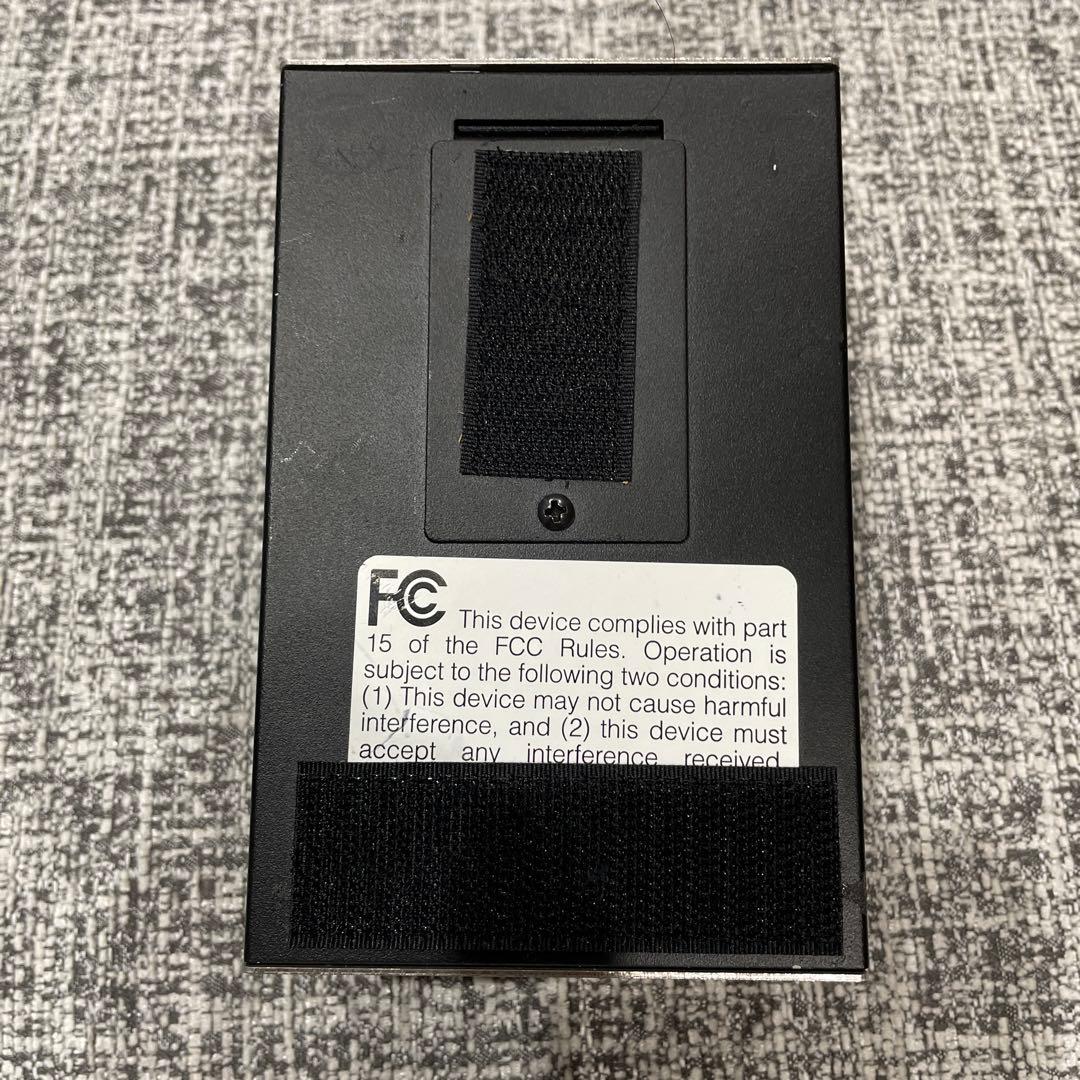 FC This device complies with part
15 of the FCC Rules. Operation is
subject to the following two conditions:
(1) This device may not cause harmful
interference, and (2) this device must
accept any interference received,